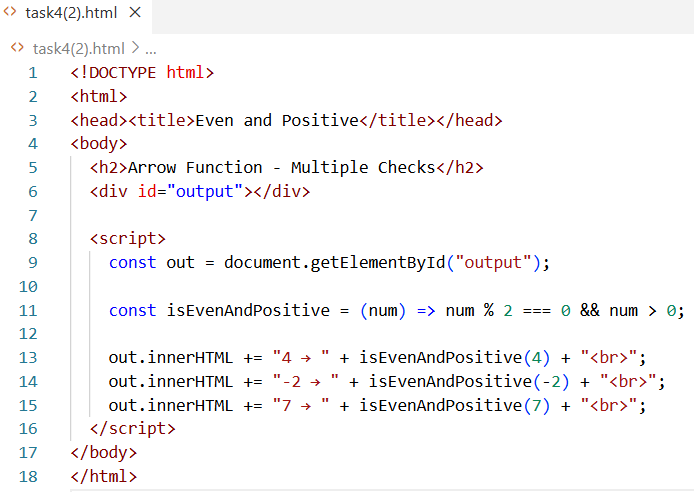 <> task4(2).html ×
<> task4(2).html > ...
1 <!DOCTYPE html>
2 <html>
3 <head><title>Even and Positive</title></head>
4 <body>
5 <h2>Arrow Function - Multiple Checks</h2>
6 <div id="output"></div>
7
8 <script>
9 const out = document.getElementById("output");
10
11 const isEvenAndPositive = (num) => num % 2 === 0 && num > 0;
12
13 out.innerHTML += "4 → " + isEvenAndPositive(4) + "<br>";
14 out.innerHTML += "-2 → " + isEvenAndPositive(-2) + "<br>";
15 out.innerHTML += "7 → " + isEvenAndPositive(7) + "<br>";
16 </script>
17 </body>
18 </html>